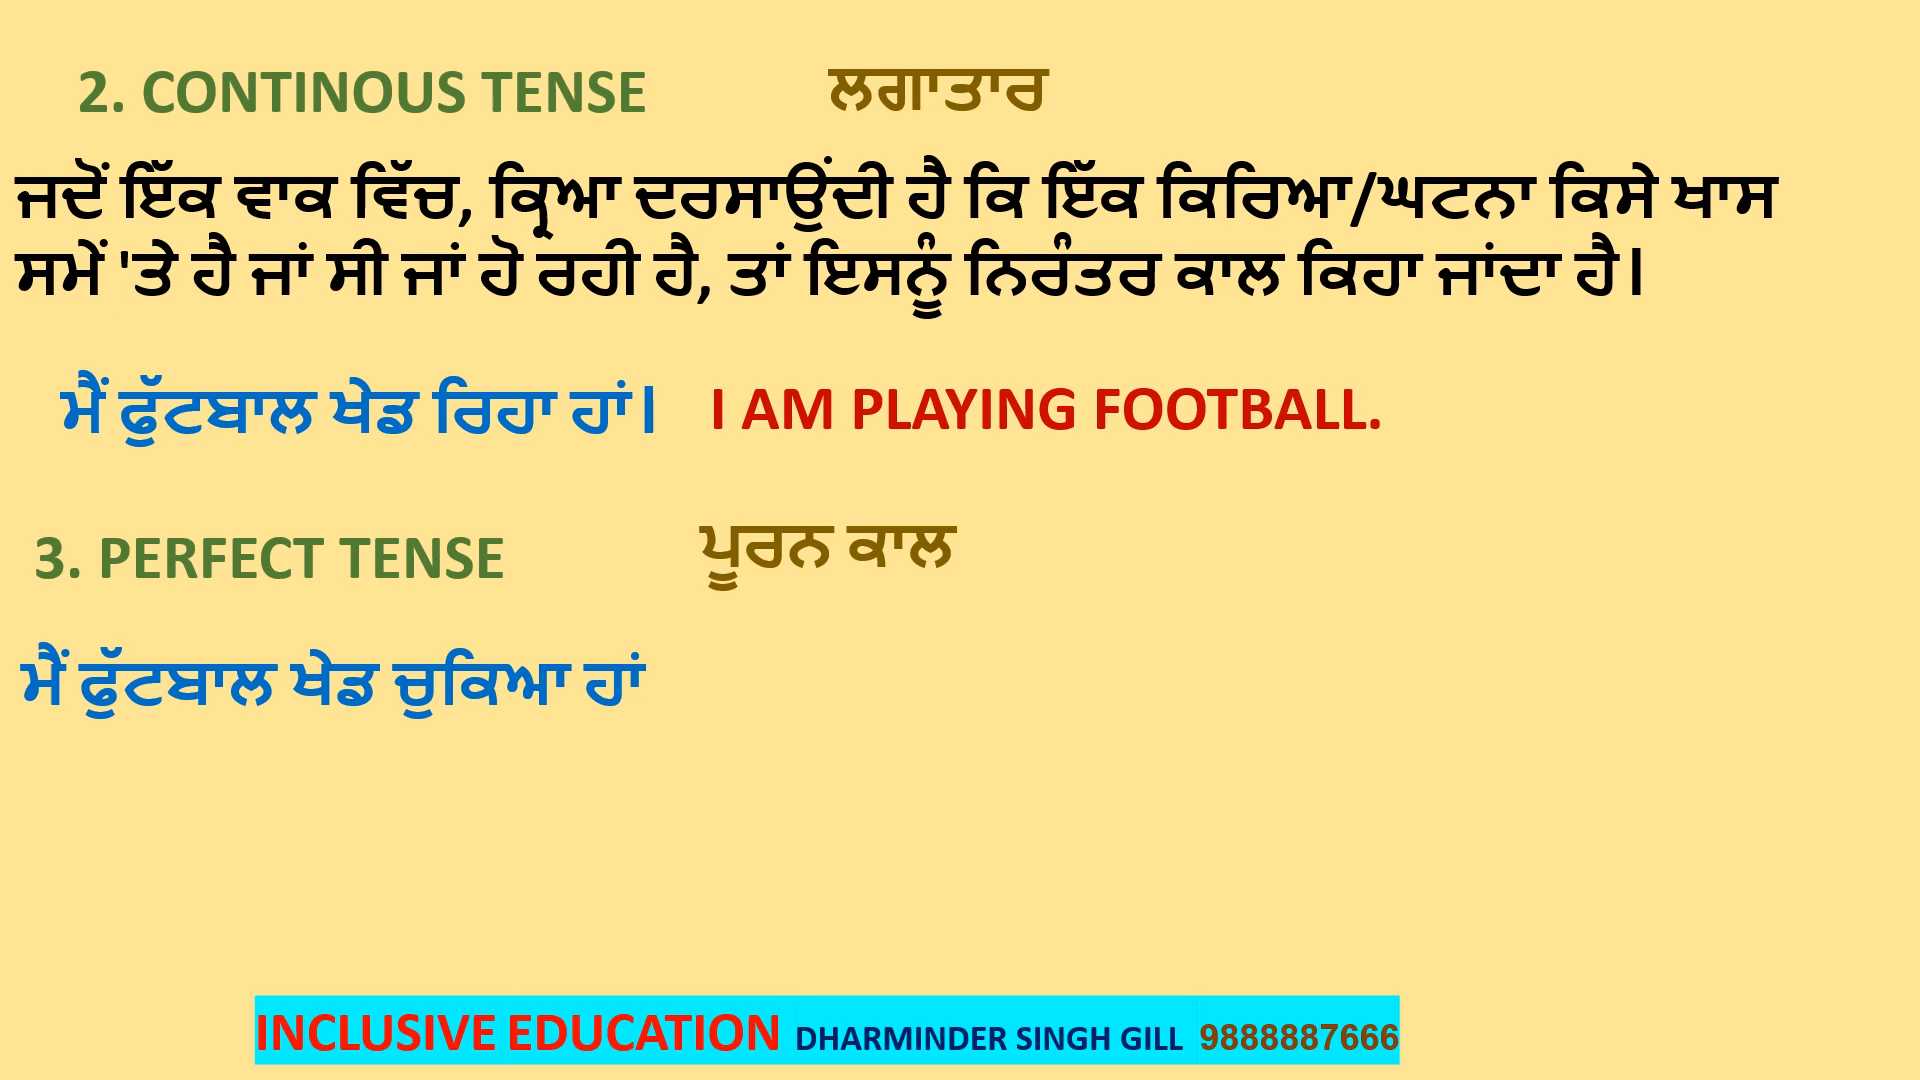 2. CONTINOUS TENSE ਲਗਾਤਾਰ
ਜਦੋਂ ਇੱਕ ਵਾਕ ਵਿੱਚ, ਕ੍ਰਿਆ ਦਰਸਾਉਂਦੀ ਹੈ ਕਿ ਇੱਕ ਕਿਰਿਆ/ਘਟਨਾ ਕਿਸੇ ਖਾਸ
ਸਮੇਂ 'ਤੇ ਹੈ ਜਾਂ ਸੀ ਜਾਂ ਹੋ ਰਹੀ ਹੈ, ਤਾਂ ਇਸਨੂੰ ਨਿਰੰਤਰ ਕਾਲ ਕਿਹਾ ਜਾਂਦਾ ਹੈ।
ਮੈਂ ਫੁੱਟਬਾਲ ਖੇਡ ਰਿਹਾ ਹਾਂ। I AM PLAYING FOOTBALL.
3. PERFECT TENSE ਪੂਰਨ ਕਾਲ
ਮੈਂ ਫੁੱਟਬਾਲ ਖੇਡ ਚੁਕਿਆ ਹਾਂ
INCLUSIVE EDUCATION DHARMINDER SINGH GILL 9888887666